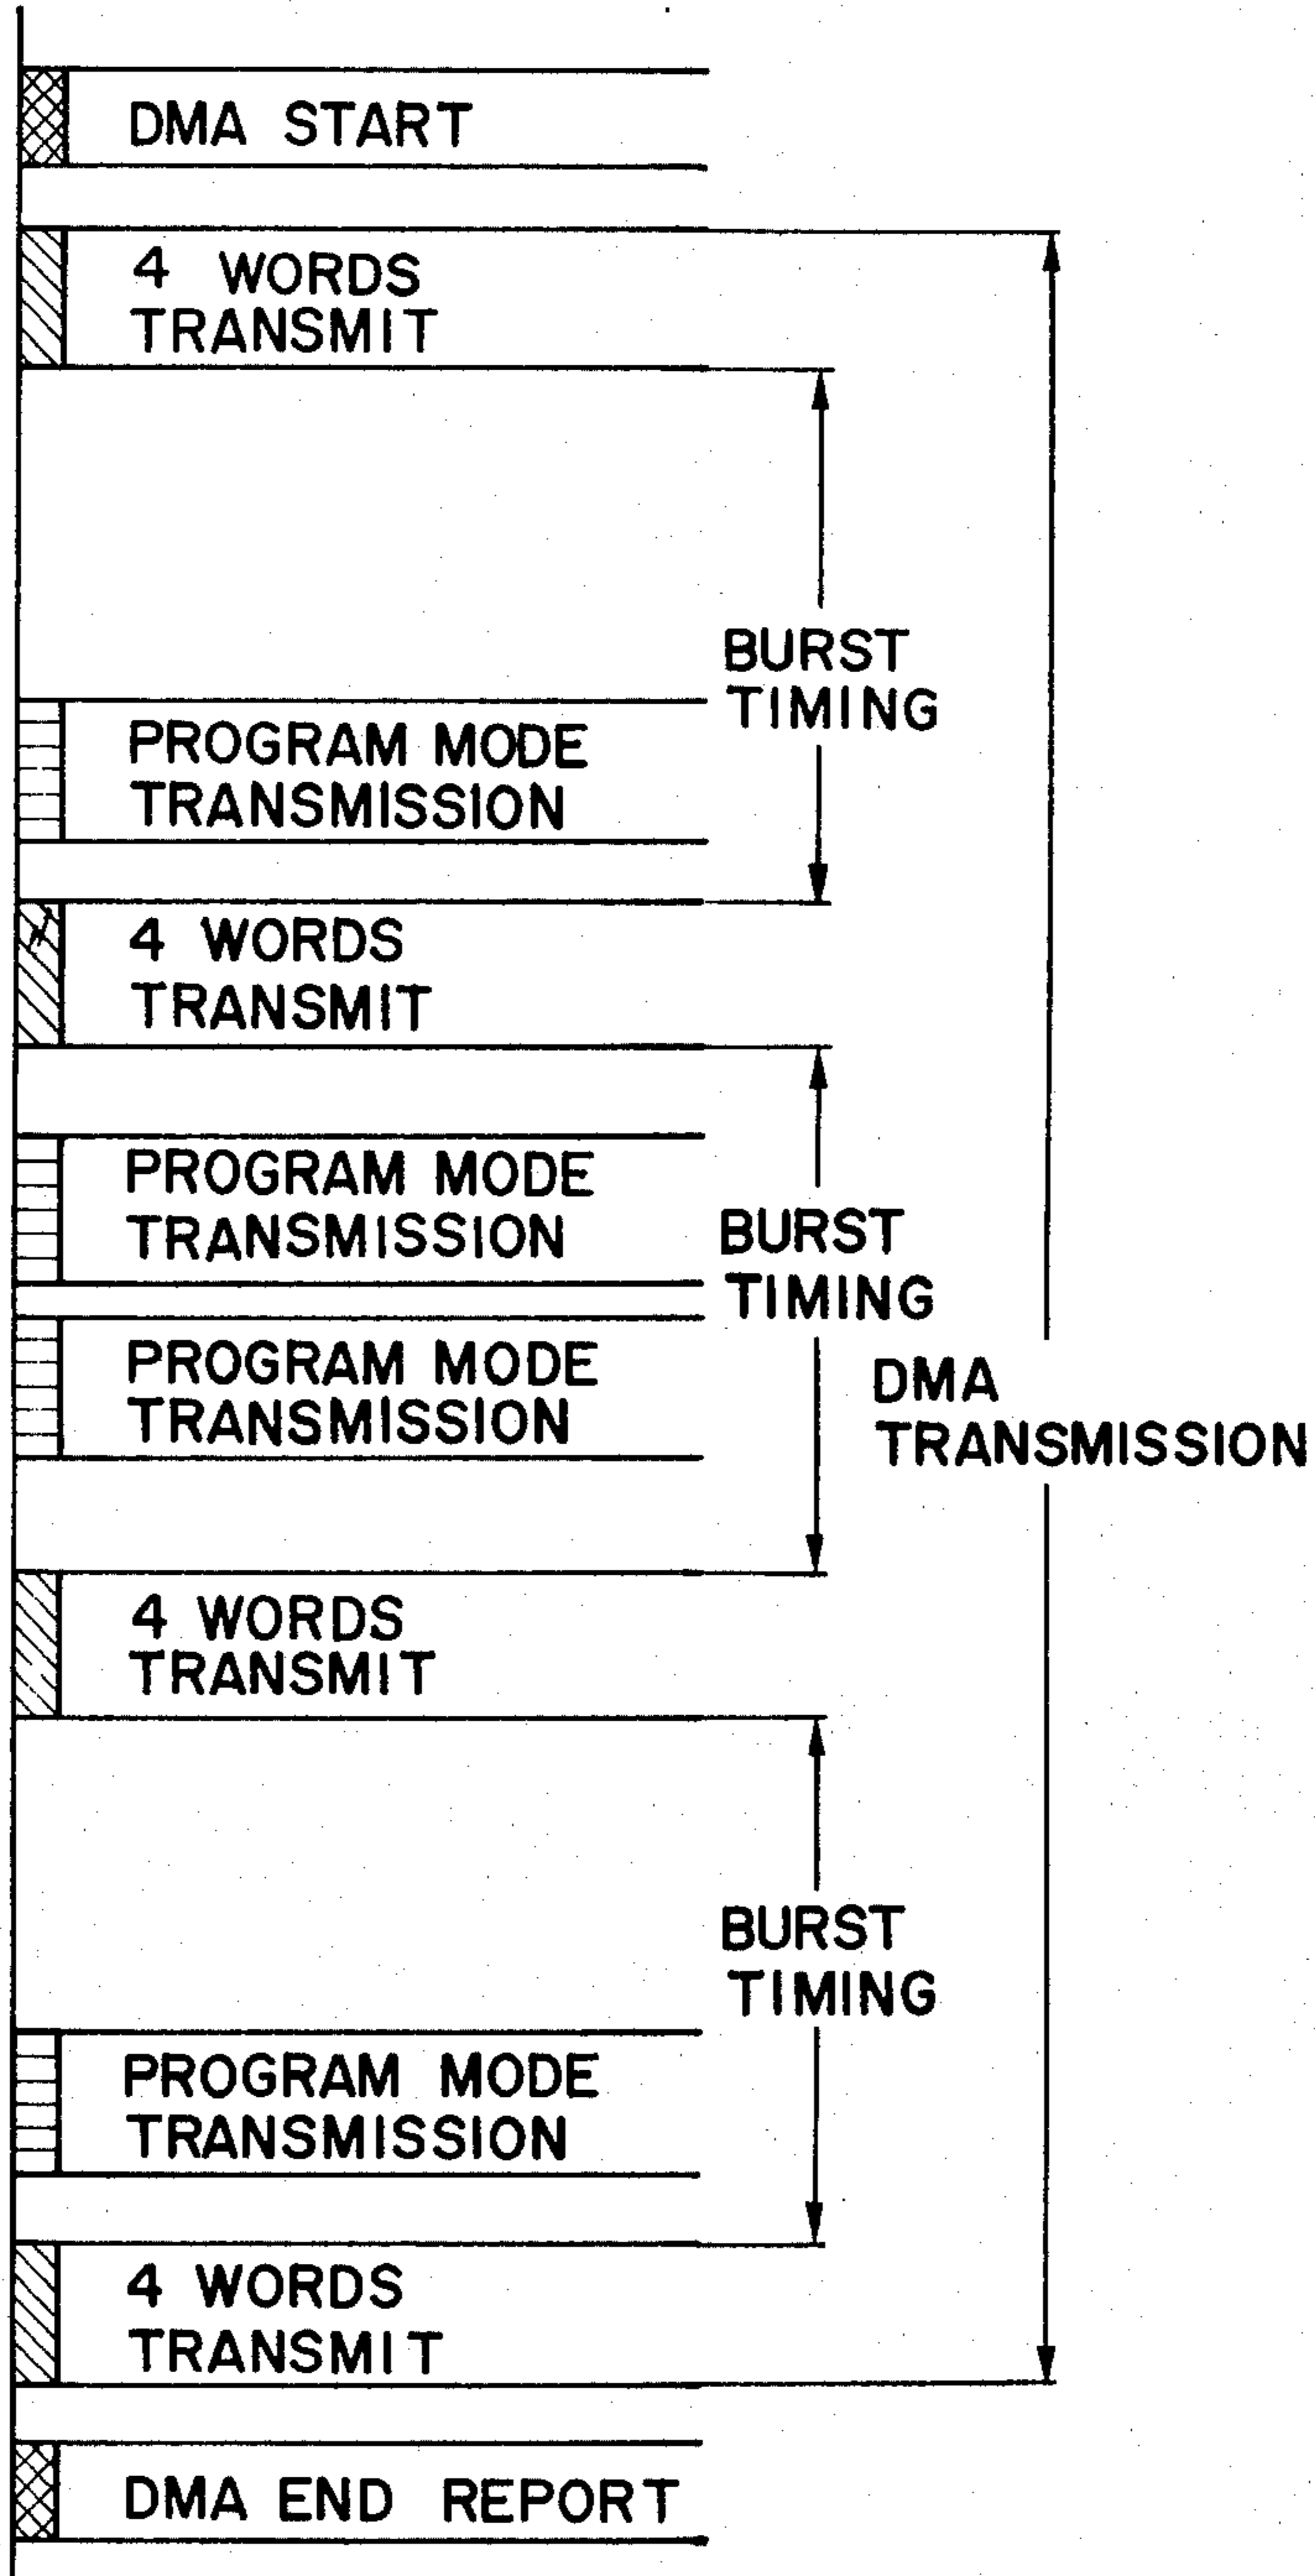 DMA START
4 WORDS
TRANSMIT
BURST
TIMING
PROGRAM MODE
TRANSMISSION
4 WORDS
TRANSMIT
PROGRAM MODE
TRANSMISSION
BURST
TIMING
PROGRAM MODE
TRANSMISSION
DMA
TRANSMISSION
4 WORDS
TRANSMIT
BURST
TIMING
PROGRAM MODE
TRANSMISSION
4 WORDS
TRANSMIT
DMA END REPORT